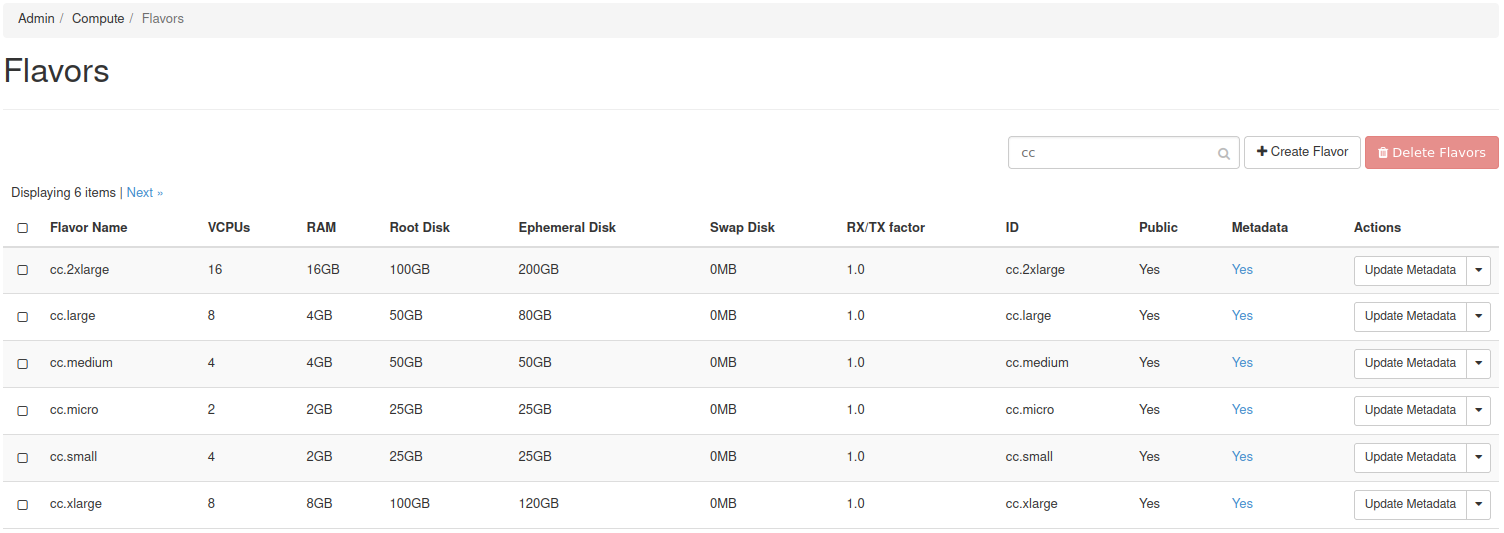 Admin / Compute / Flavors
Flavors
cc Create Flavor Delete Flavors
Displaying 6 items | Next »
Flavor Name VCPUs RAM Root Disk Ephemeral Disk Swap Disk RX/TX factor ID Public Metadata Actions
cc.2xlarge 16 16GB 100GB 200GB 0MB 1.0 cc.2xlarge Yes Yes Update Metadata
cc.large 8 4GB 50GB 80GB 0MB 1.0 cc.large Yes Yes Update Metadata
cc.medium 4 4GB 50GB 50GB 0MB 1.0 cc.medium Yes Yes Update Metadata
cc.micro 2 2GB 25GB 25GB 0MB 1.0 cc.micro Yes Yes Update Metadata
cc.small 4 2GB 25GB 25GB 0MB 1.0 cc.small Yes Yes Update Metadata
cc.xlarge 8 8GB 100GB 120GB 0MB 1.0 cc.xlarge Yes Yes Update Metadata